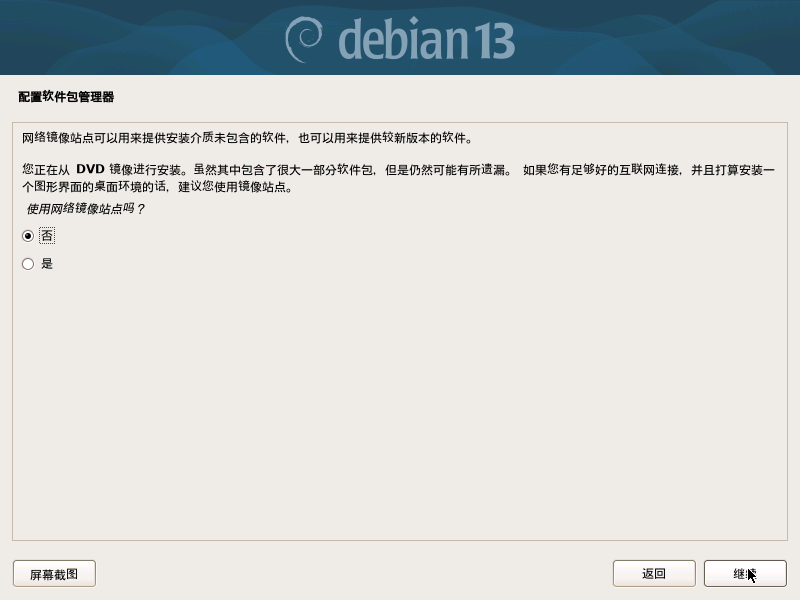 debian 13
配置软件包管理器
网络镜像站点可以用来提供安装介质未包含的软件，也可以用来提供较新版本的软件。
您正在从 DVD 镜像进行安装。虽然其中包含了很大一部分软件包，但是仍然可能有所遗漏。 如果您有足够好的互联网连接，并且打算安装一
个图形界面的桌面环境的话，建议您使用镜像站点。
使用网络镜像站点吗？
否
是
屏幕截图
返回
继续